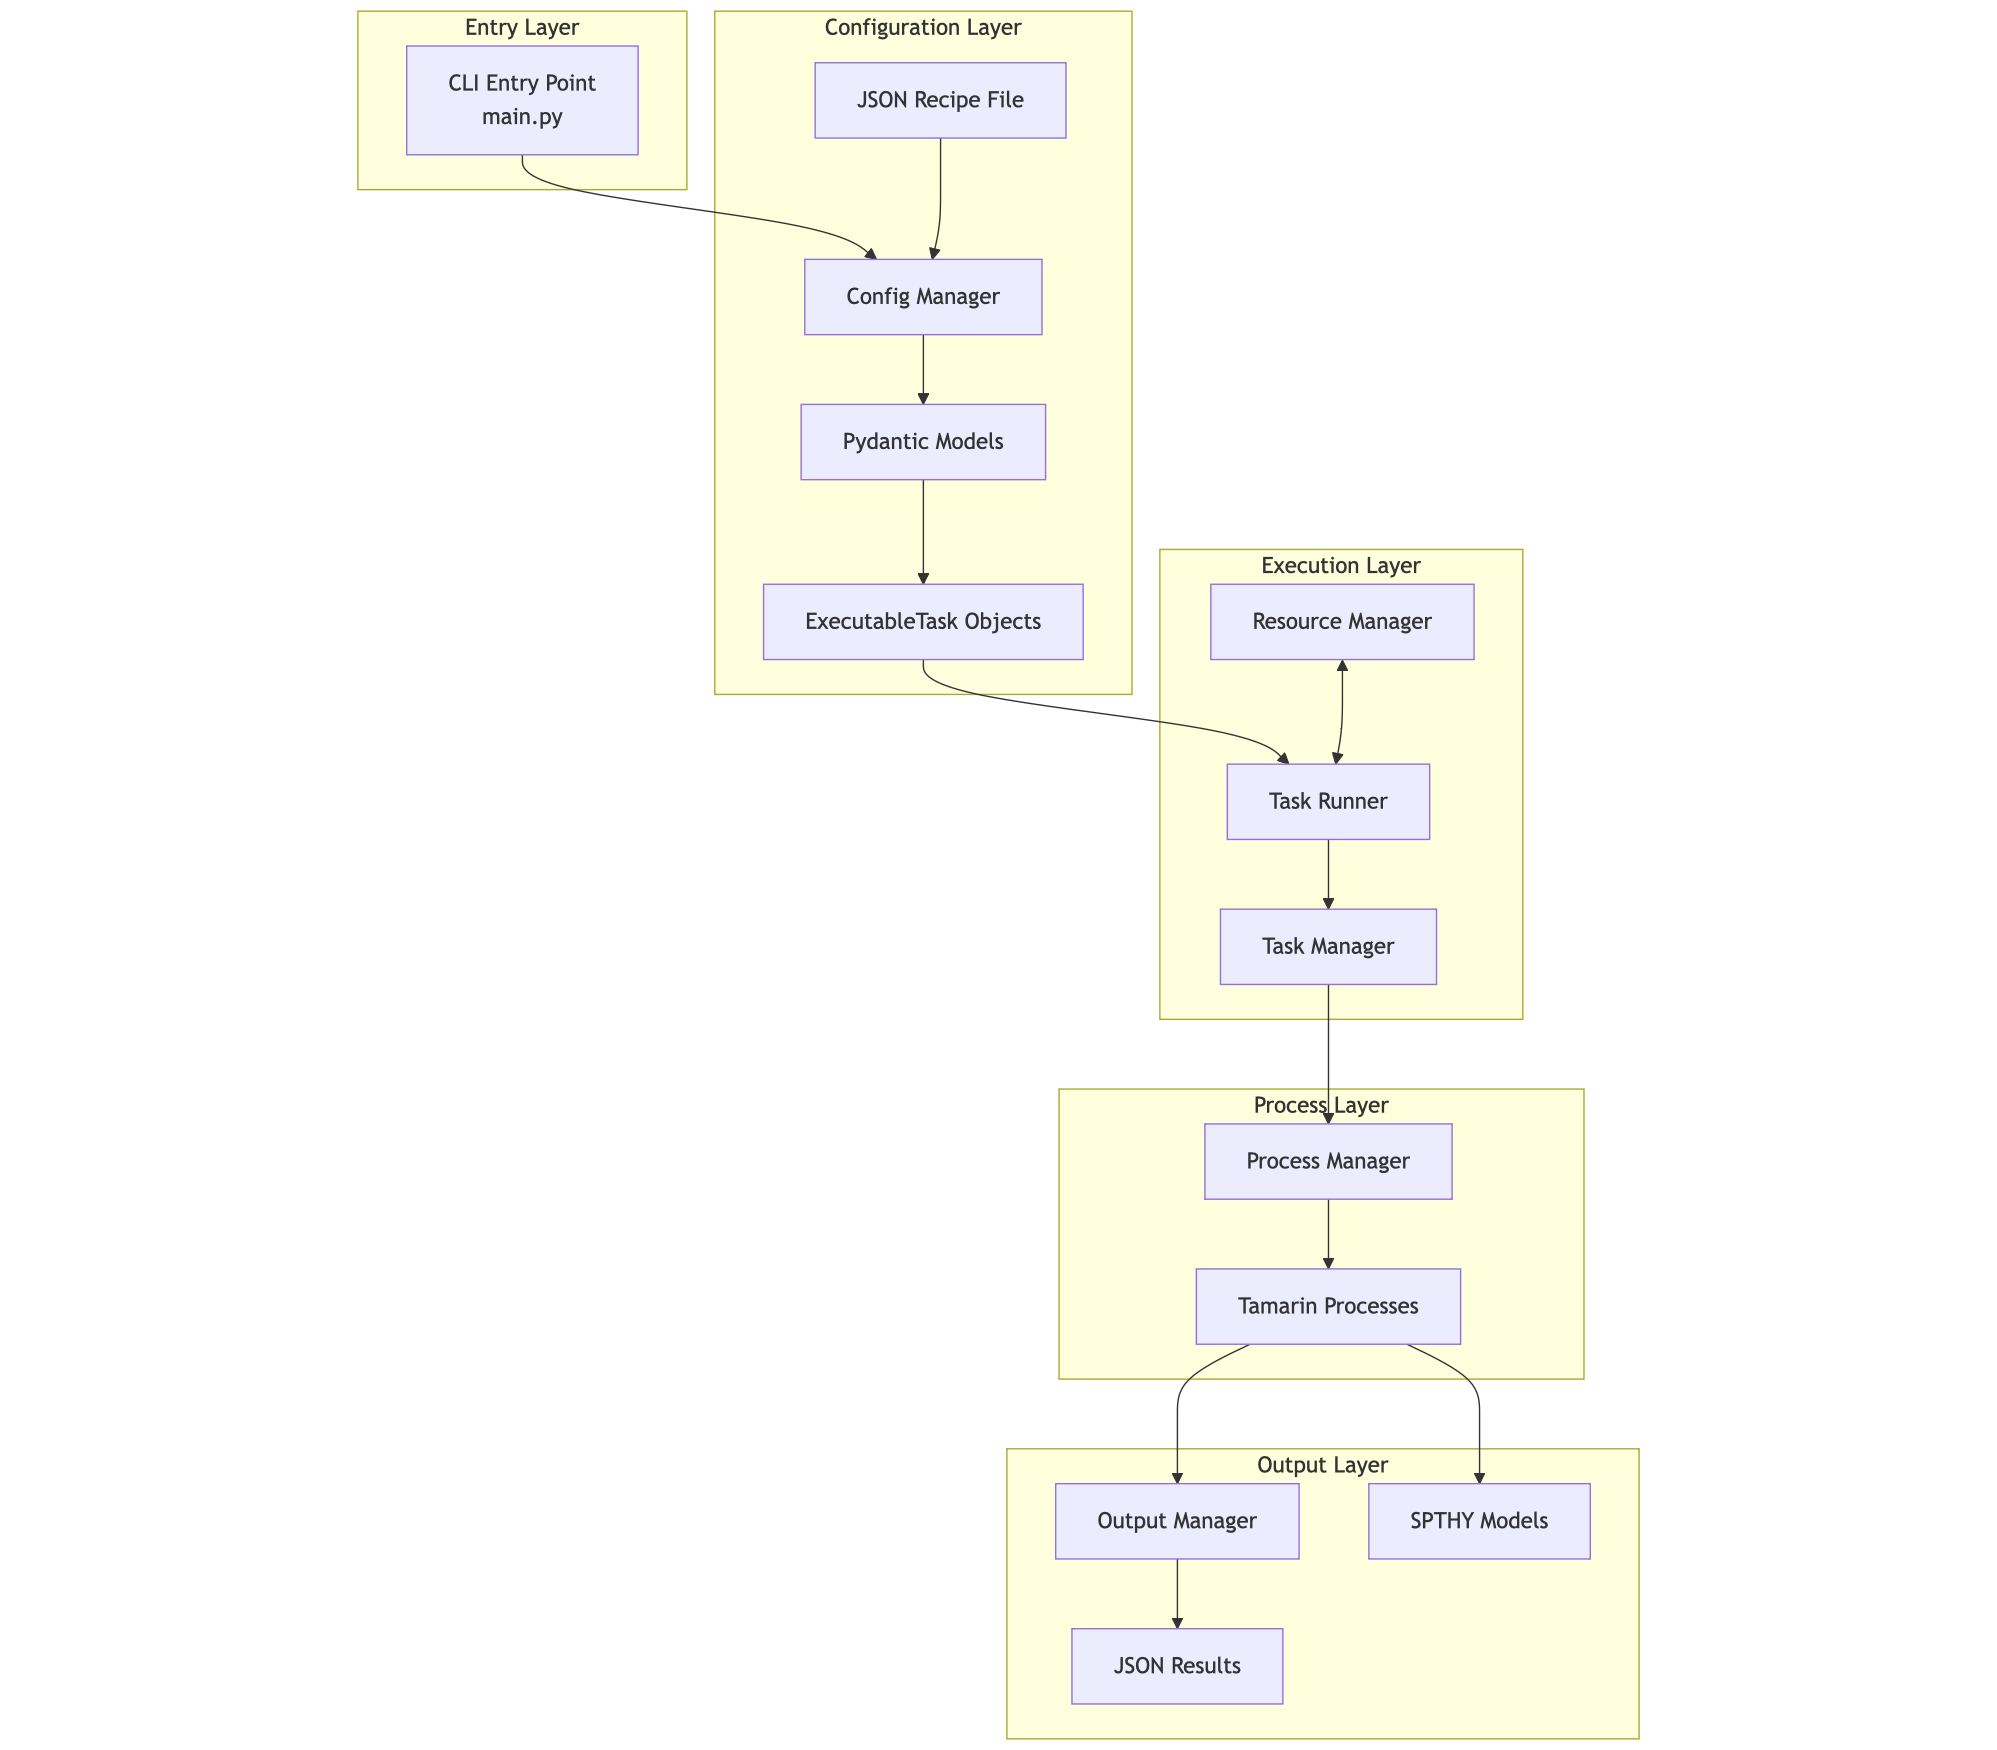 Entry Layer
CLI Entry Point
main.py
Configuration Layer
JSON Recipe File
Config Manager
Pydantic Models
ExecutableTask Objects
Execution Layer
Resource Manager
Task Runner
Task Manager
Process Layer
Process Manager
Tamarin Processes
Output Layer
Output Manager
SPTHY Models
JSON Results